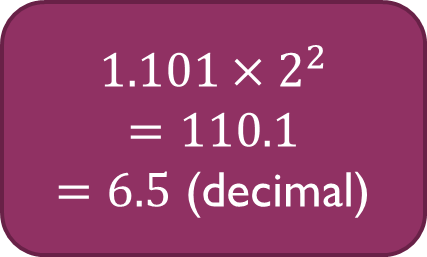 1.101 × 2²
= 110.1
= 6.5 (decimal)